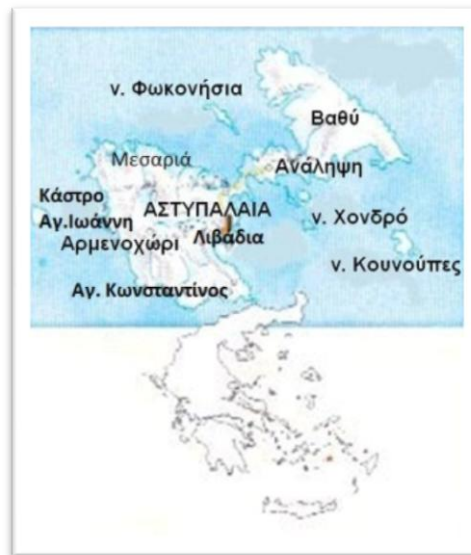 ν. Φωκονήσια
Βαθύ
Μεσαριά
Ανάληψη
Κάστρο
Αγ.Ιωάννη
ΑΣΤΥΠΑΛΑΙΑ
ν. Χονδρό
Αρμενοχώρι
Λιβάδια
ν. Κουνούπες
Αγ. Κωνσταντίνος